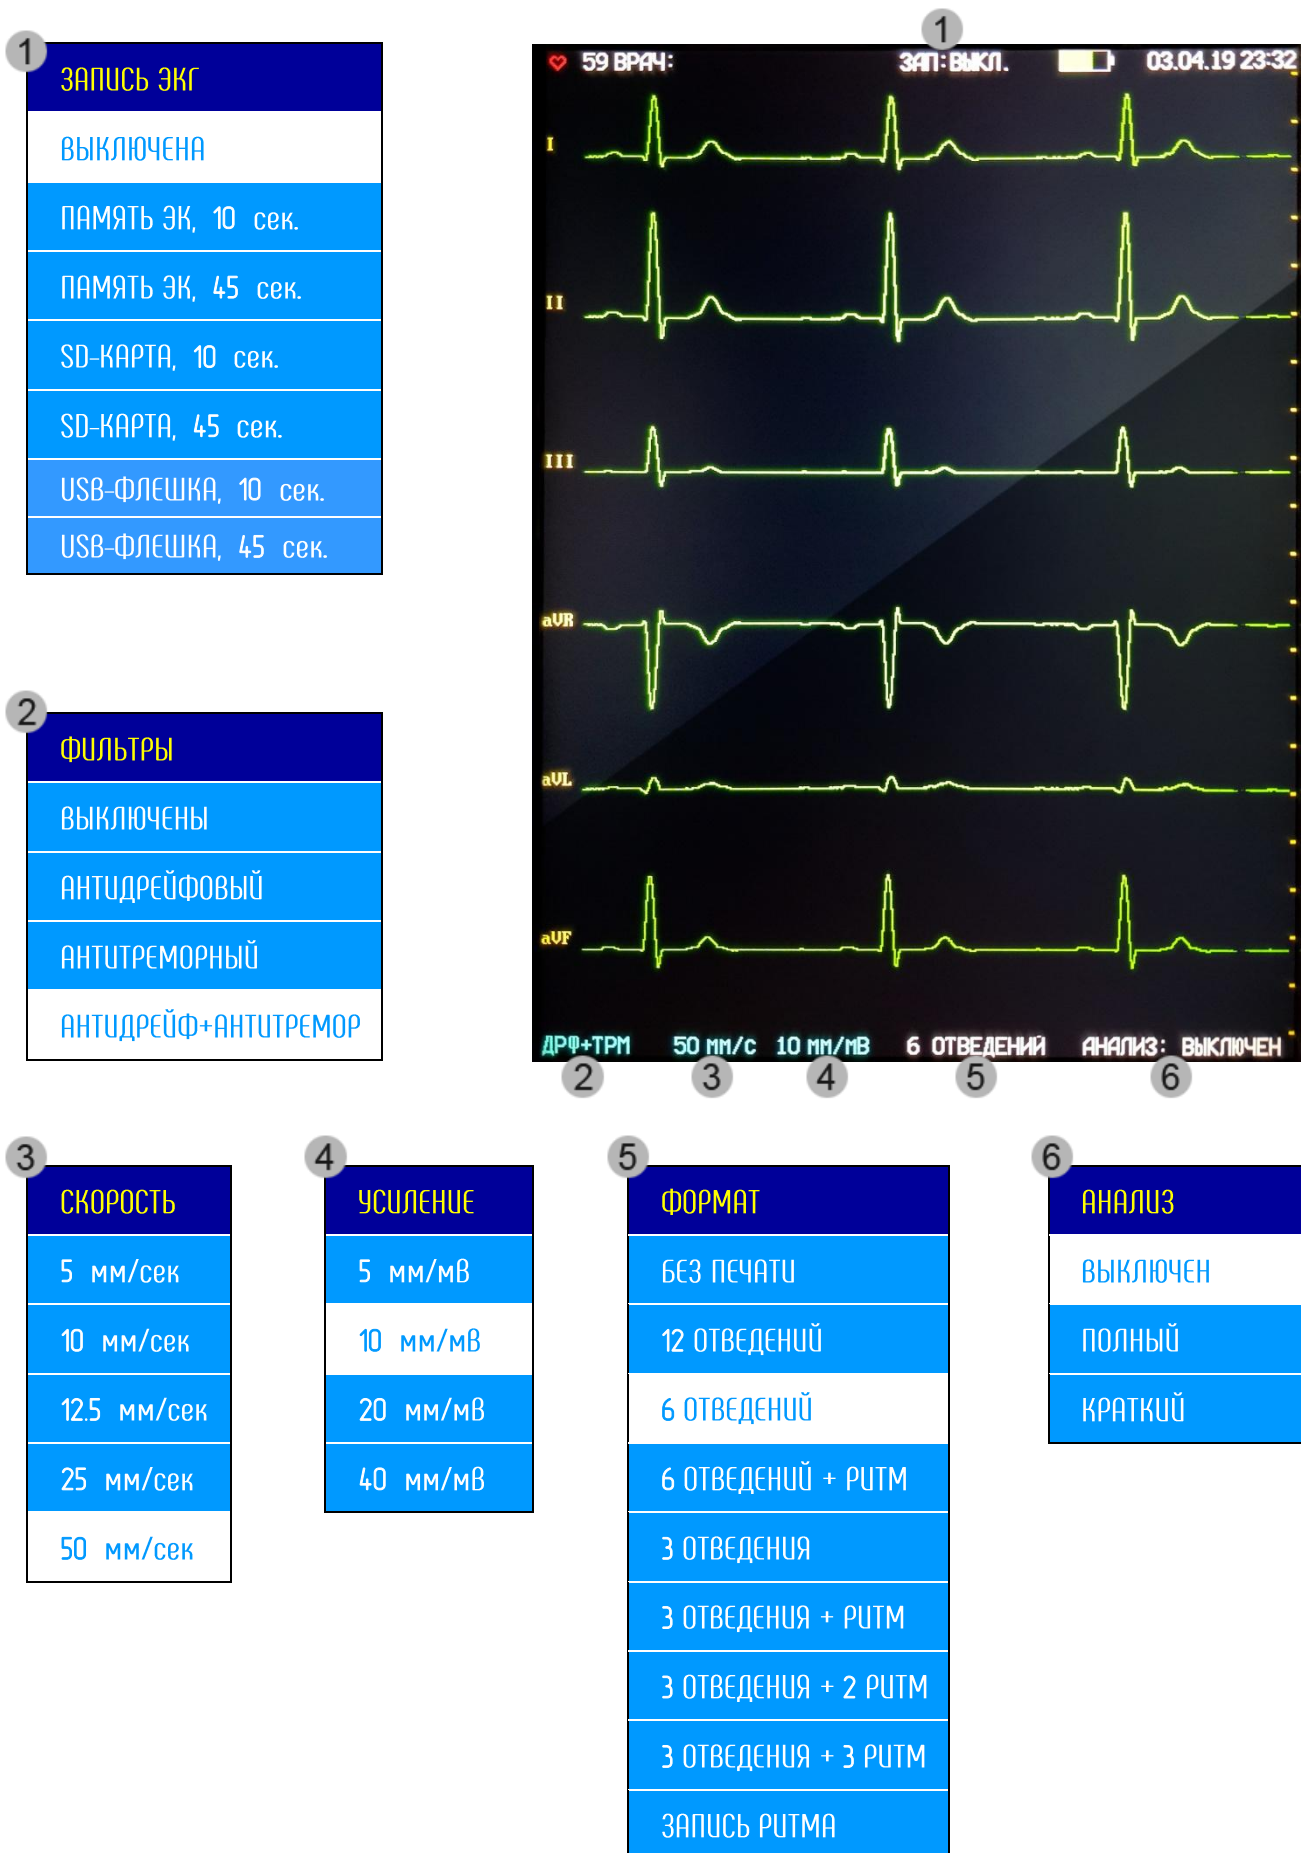 1
ЗАПИСЬ ЭКГ
ВЫКЛЮЧЕНА
ПАМЯТЬ ЭК, 10 сек.
ПАМЯТЬ ЭК, 45 сек.
SD-КАРТА, 10 сек.
SD-КАРТА, 45 сек.
USB-ФЛЕШКА, 10 сек.
USB-ФЛЕШКА, 45 сек.
2
ФИЛЬТРЫ
ВЫКЛЮЧЕНЫ
АНТИДРЕЙФОВЫЙ
АНТИТРЕМОРНЫЙ
АНТИДРЕЙФ+АНТИТРЕМОР
1
59 ВРАЧ: ЗАП:ВЫКЛ. 03.04.19 23:32
I
II
III
aVR
aVL
aVF
ДРФ+ТРМ 50 мм/с 10 мм/мВ 6 ОТВЕДЕНИЙ АНАЛИЗ: ВЫКЛЮЧЕН
2 3 4 5 6
3
СКОРОСТЬ
5 мм/сек
10 мм/сек
12.5 мм/сек
25 мм/сек
50 мм/сек
4
УСИЛЕНИЕ
5 мм/мВ
10 мм/мВ
20 мм/мВ
40 мм/мВ
5
ФОРМАТ
БЕЗ ПЕЧАТИ
12 ОТВЕДЕНИЙ
6 ОТВЕДЕНИЙ
6 ОТВЕДЕНИЙ + РИТМ
3 ОТВЕДЕНИЯ
3 ОТВЕДЕНИЯ + РИТМ
3 ОТВЕДЕНИЯ + 2 РИТМ
3 ОТВЕДЕНИЯ + 3 РИТМ
ЗАПИСЬ РИТМА
6
АНАЛИЗ
ВЫКЛЮЧЕН
ПОЛНЫЙ
КРАТКИЙ